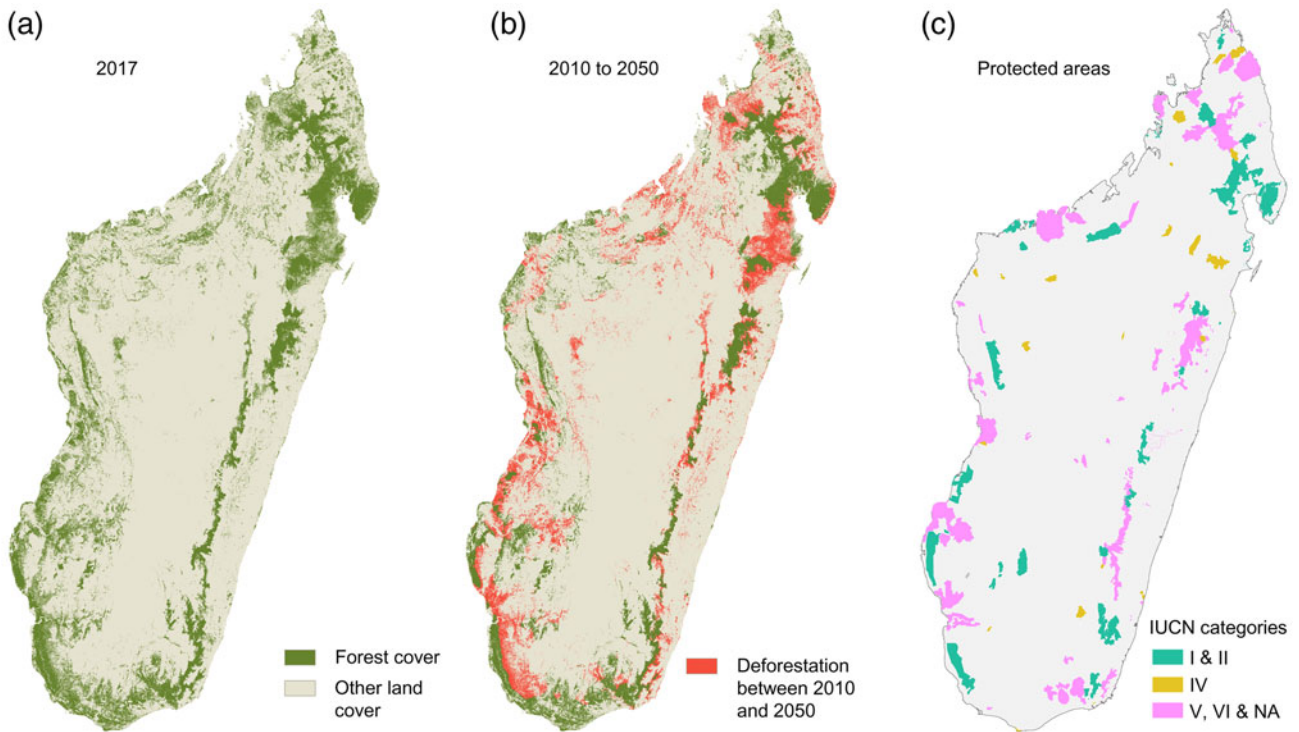 (a)
2017
Forest cover
Other land
cover
(b)
2010 to 2050
Deforestation
between 2010
and 2050
(c)
Protected areas
IUCN categories
I & II
IV
V, VI & NA